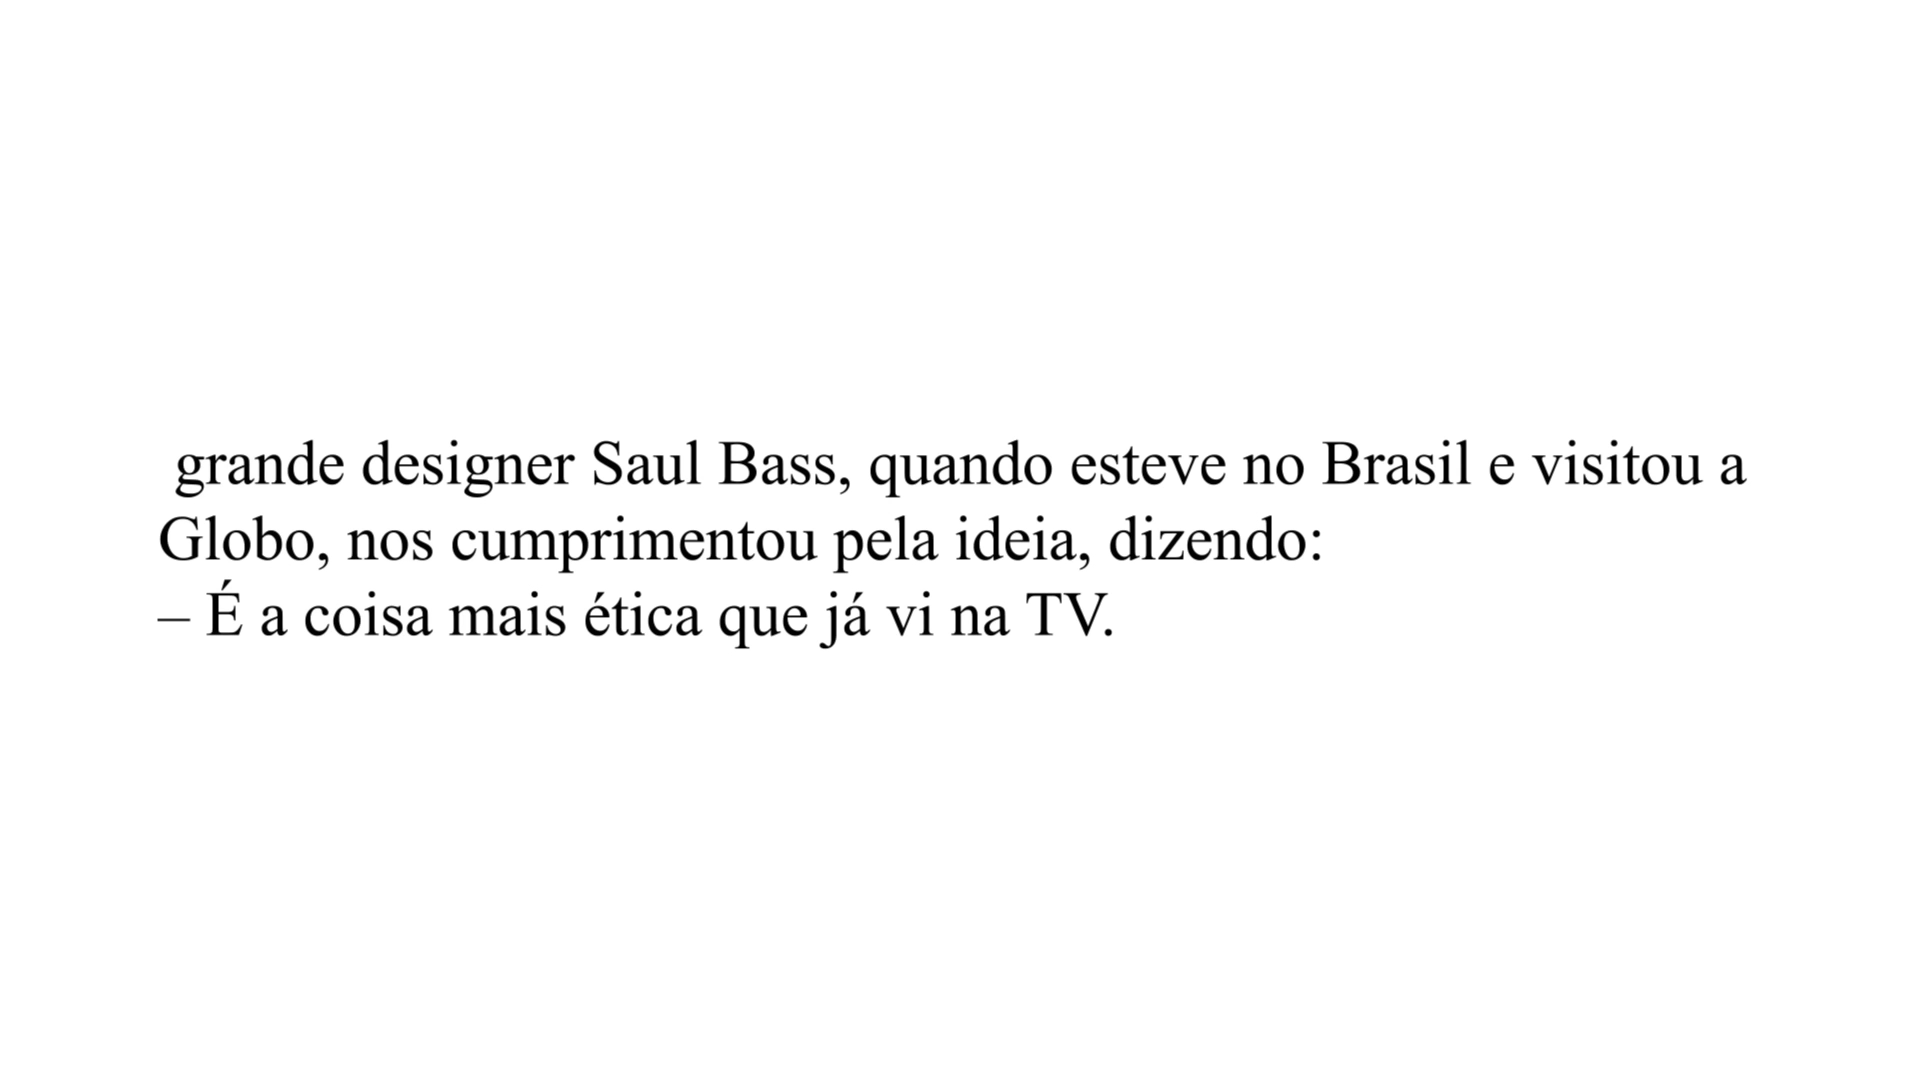 grande designer Saul Bass, quando esteve no Brasil e visitou a
Globo, nos cumprimentou pela ideia, dizendo:
– É a coisa mais ética que já vi na TV.